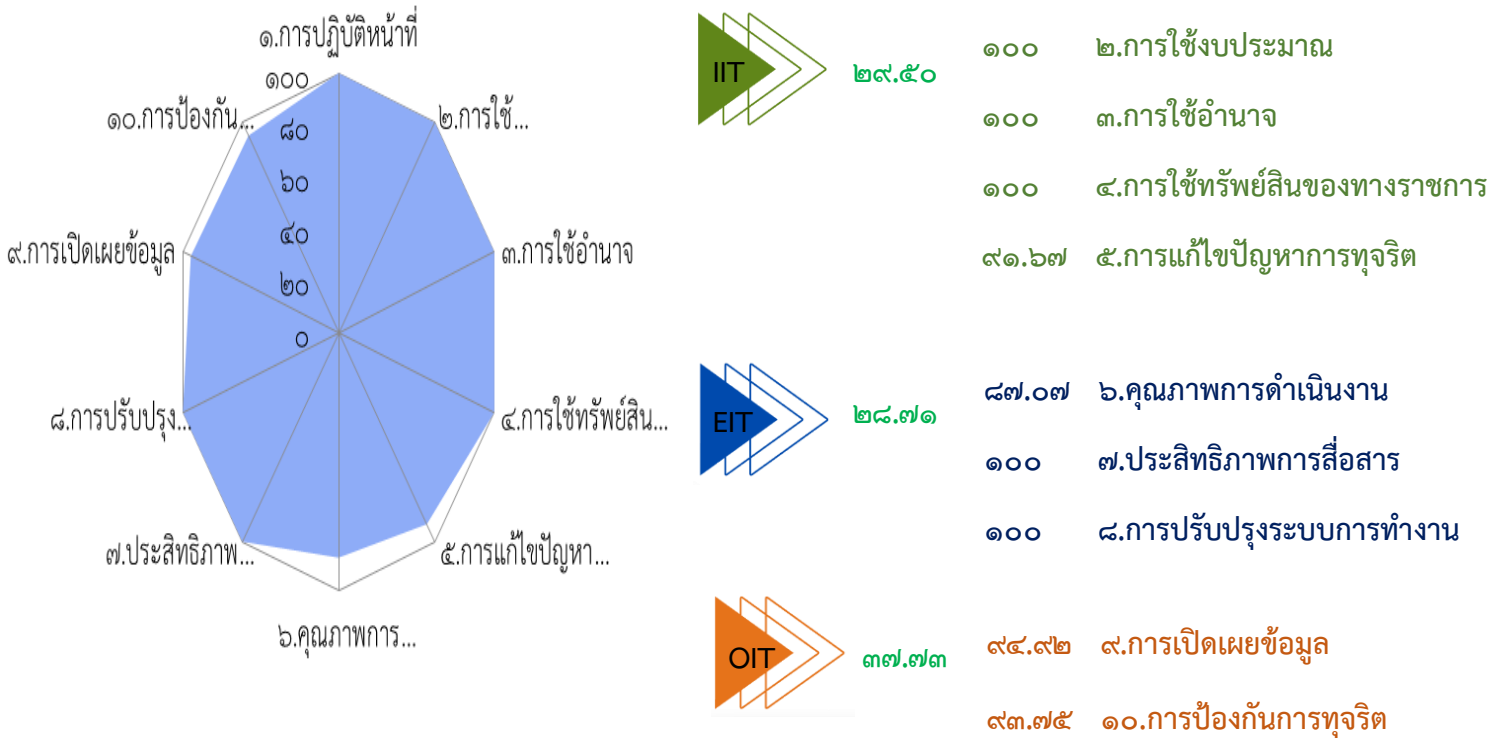 ๑.การปฏิบัติหน้าที่
๑๐๐
๑๐.การป้องกัน...
๒.การใช้...
๘๐
๖๐
๙.การเปิดเผยข้อมูล
๔๐
๓.การใช้อำนาจ
๒๐
๐
๘.การปรับปรุง...
๔.การใช้ทรัพย์สิน...
๗.ประสิทธิภาพ...
๕.การแก้ไขปัญหา...
๖.คุณภาพการ...
IIT ๒๙.๕๐
๑๐๐ ๒.การใช้งบประมาณ
๑๐๐ ๓.การใช้อำนาจ
๑๐๐ ๔.การใช้ทรัพย์สินของทางราชการ
๙๑.๖๗ ๕.การแก้ไขปัญหาการทุจริต
EIT ๒๘.๗๑
๘๗.๐๗ ๖.คุณภาพการดำเนินงาน
๑๐๐ ๗.ประสิทธิภาพการสื่อสาร
๑๐๐ ๘.การปรับปรุงระบบการทำงาน
OIT ๓๗.๗๓
๙๔.๙๒ ๙.การเปิดเผยข้อมูล
๙๓.๗๕ ๑๐.การป้องกันการทุจริต